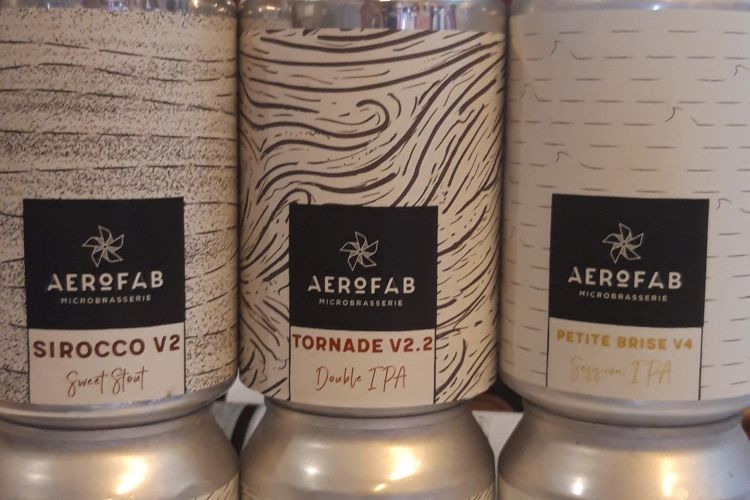 AEROFAB
MICROBRASSERIE
SIROCCO V2
Sweet Stout
AEROFAB
MICROBRASSERIE
TORNADE V2.2
Double IPA
AEROFAB
MICROBRASSERIE
PETITE BRISE V4
Session IPA